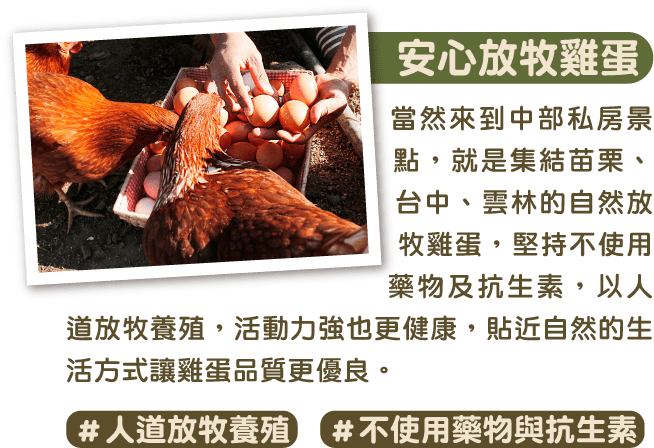 安心放牧雞蛋
當然來到中部私房景
點，就是集結苗栗、
台中、雲林的自然放
牧雞蛋，堅持不使用
藥物及抗生素，以人
道放牧養殖，活動力強也更健康，貼近自然的生
活方式讓雞蛋品質更優良。
#人道放牧養殖 #不使用藥物與抗生素